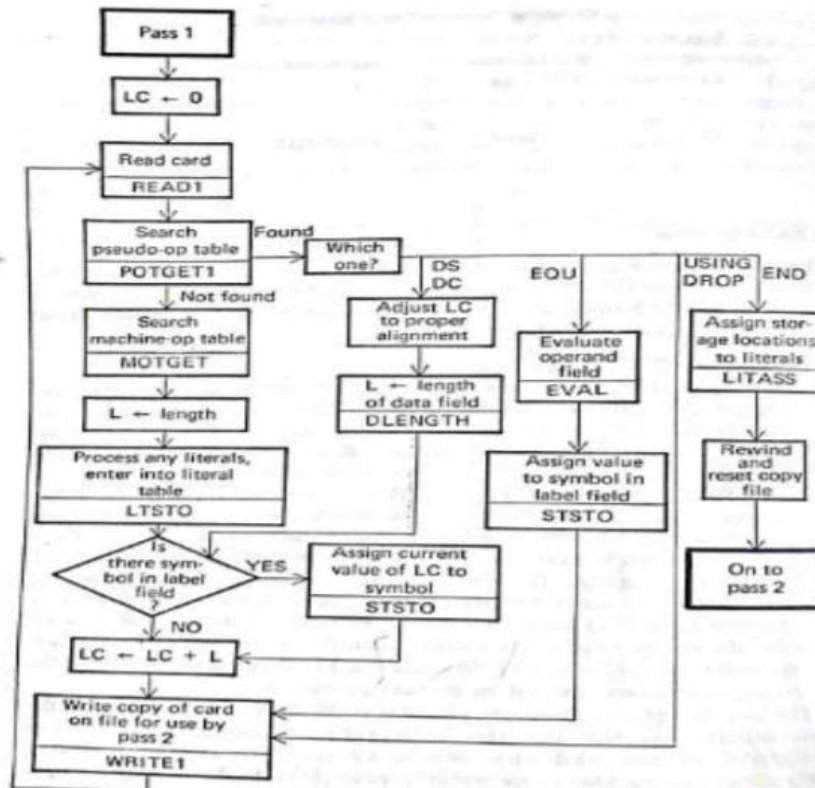 Pass 1
LC ← 0
Read card
READ1
Search
pseudo-op table
POTGET1
Found
Which
one?
Not found
Search
machine-op table
MOTGET
L ← length
Process any literals,
enter into literal
table
LTSTO
Is
there sym-
bol in label
field
?
YES
NO
Assign current
value of LC to
symbol
STSTO
LC ← LC + L
Write copy of card
on file for use by
pass 2
WRITE1
DS
DC
Adjust LC
to proper
alignment
L ← length
of data field
DLENGTH
EQU
Evaluate
operand
field
EVAL
Assign value
to symbol in
label field
STSTO
USING
DROP
END
Assign stor-
age locations
to literals
LITASS
Rewind
and
reset copy
file
On to
pass 2